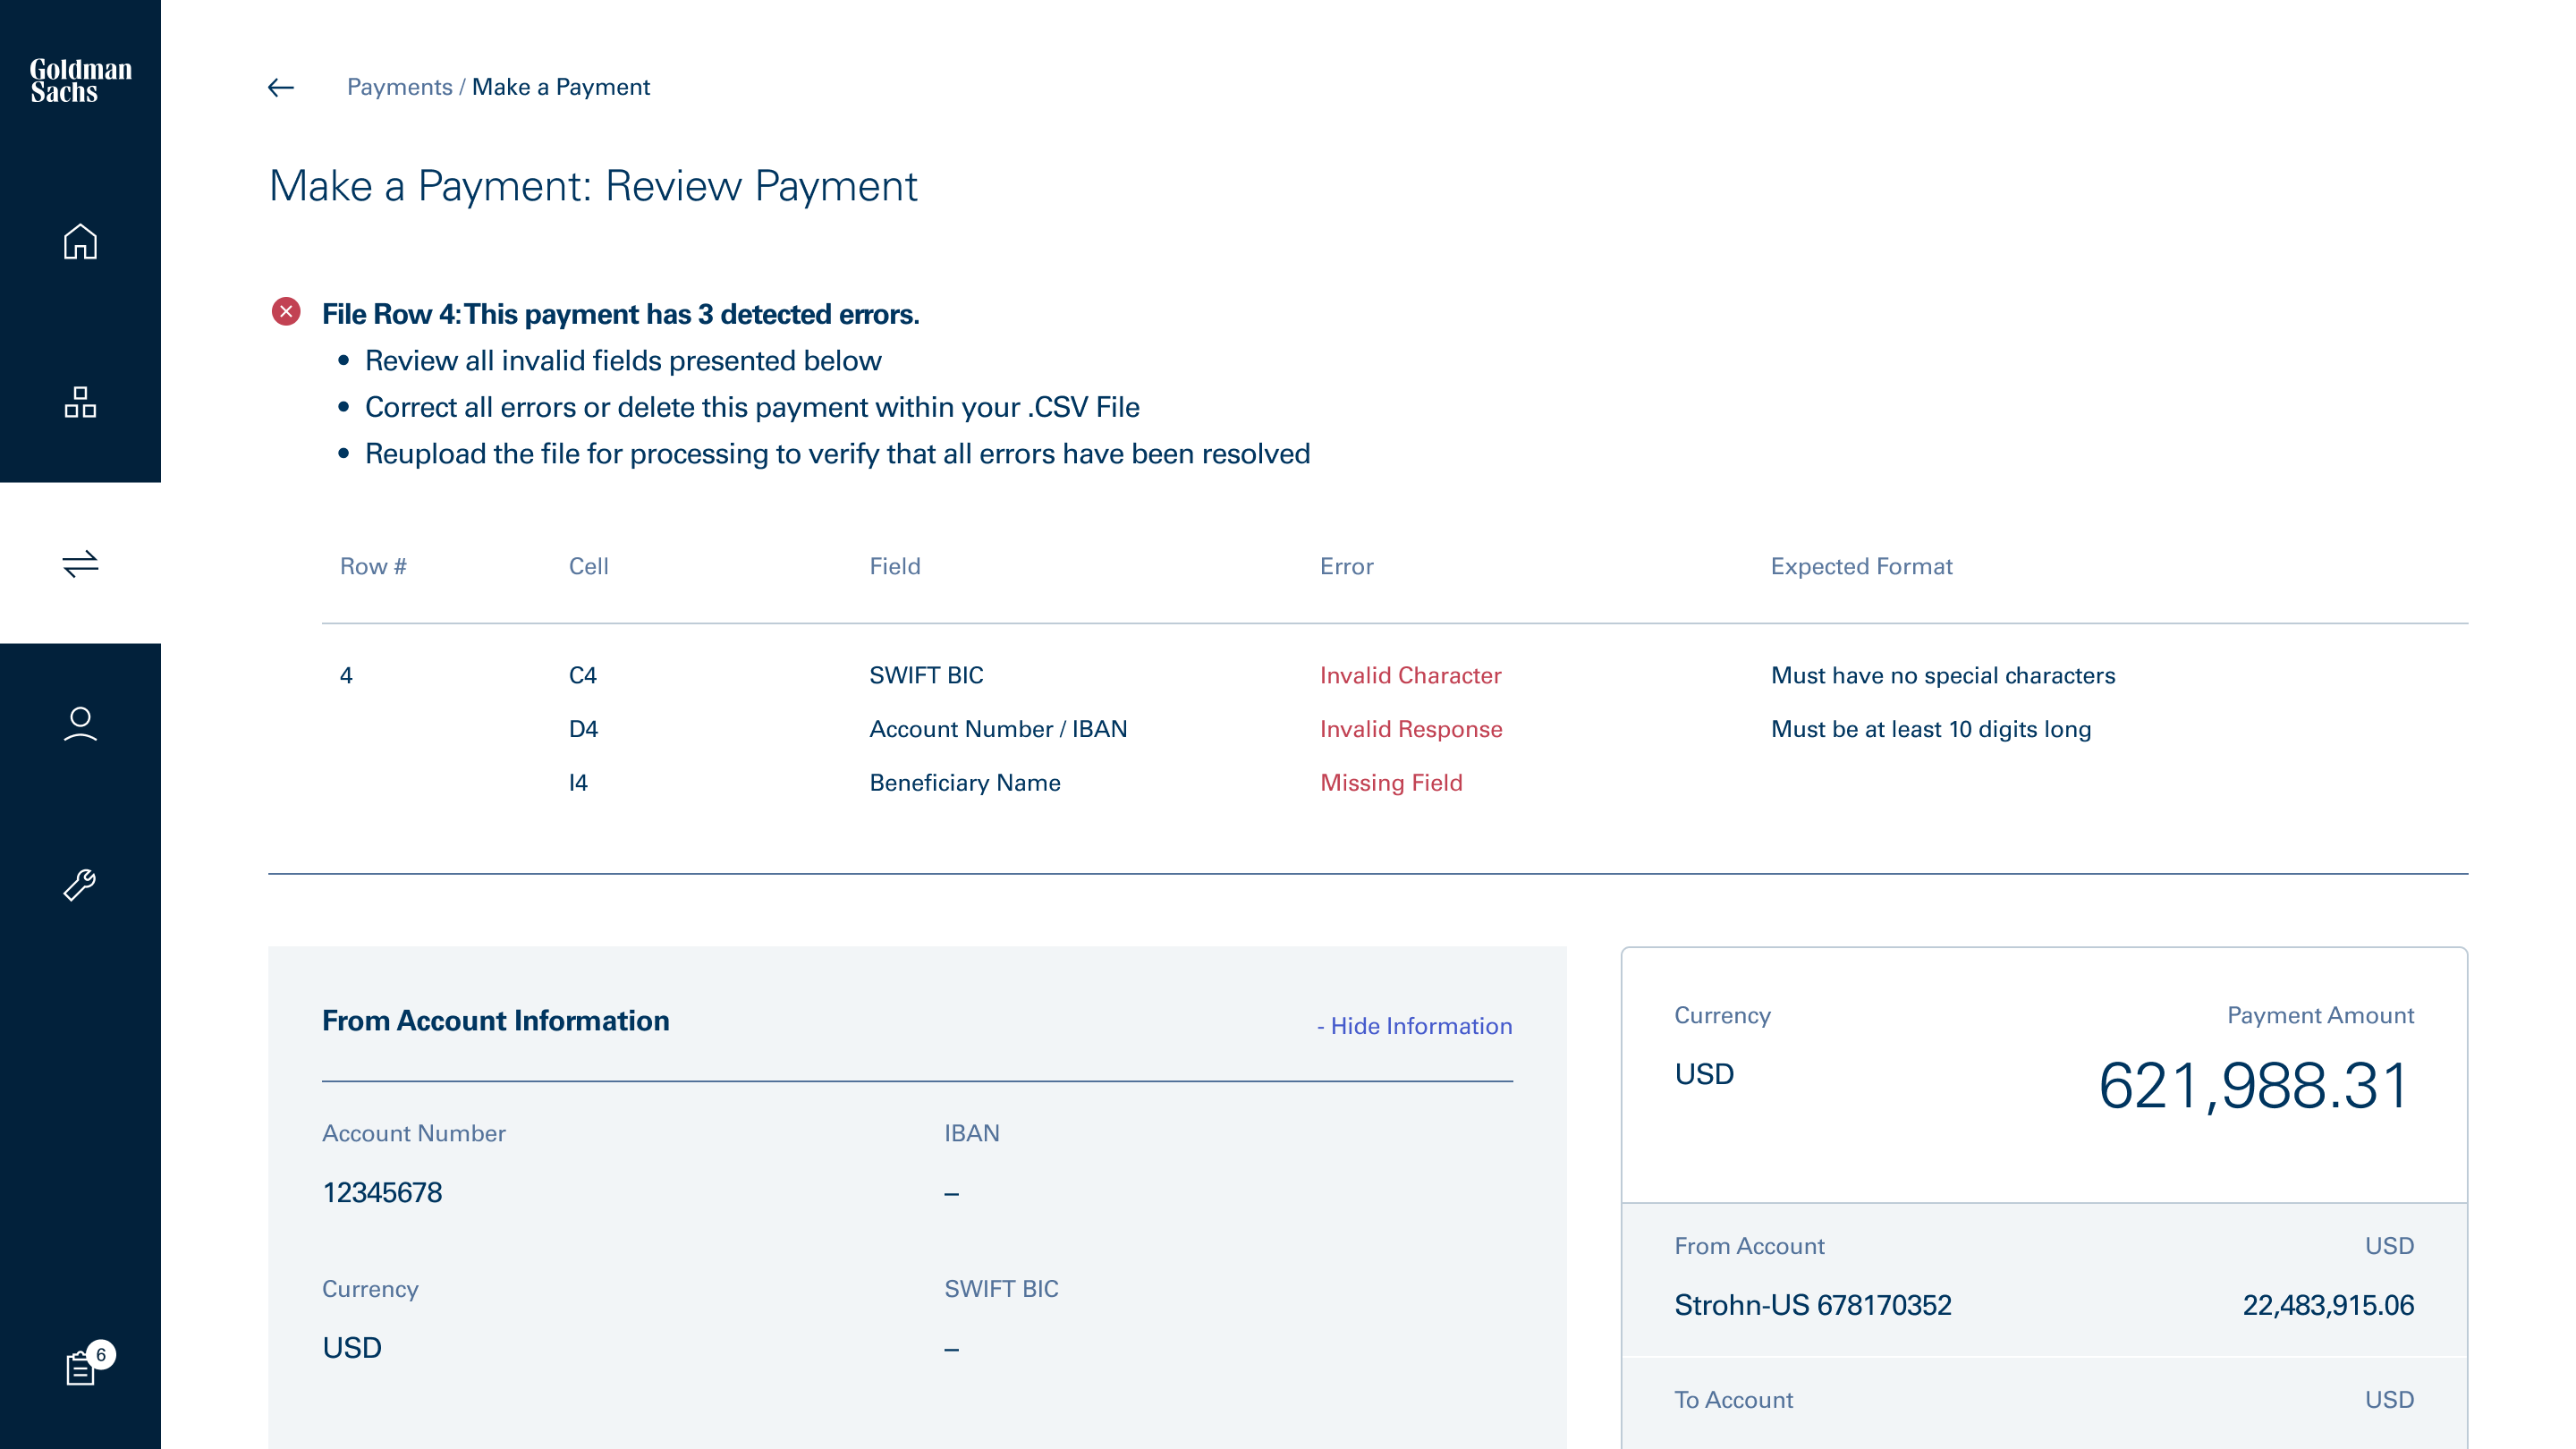 Goldman
Sachs
Payments / Make a Payment
Make a Payment: Review Payment
File Row 4: This payment has 3 detected errors.
• Review all invalid fields presented below
• Correct all errors or delete this payment within your .CSV File
• Reupload the file for processing to verify that all errors have been resolved
Row # Cell Field Error Expected Format
4 C4 SWIFT BIC Invalid Character Must have no special characters
D4 Account Number / IBAN Invalid Response Must be at least 10 digits long
I4 Beneficiary Name Missing Field
From Account Information - Hide Information
Account Number IBAN
12345678 –
Currency SWIFT BIC
USD –
Currency Payment Amount
USD 621,988.31
From Account USD
Strohn-US 678170352 22,483,915.06
To Account USD
6